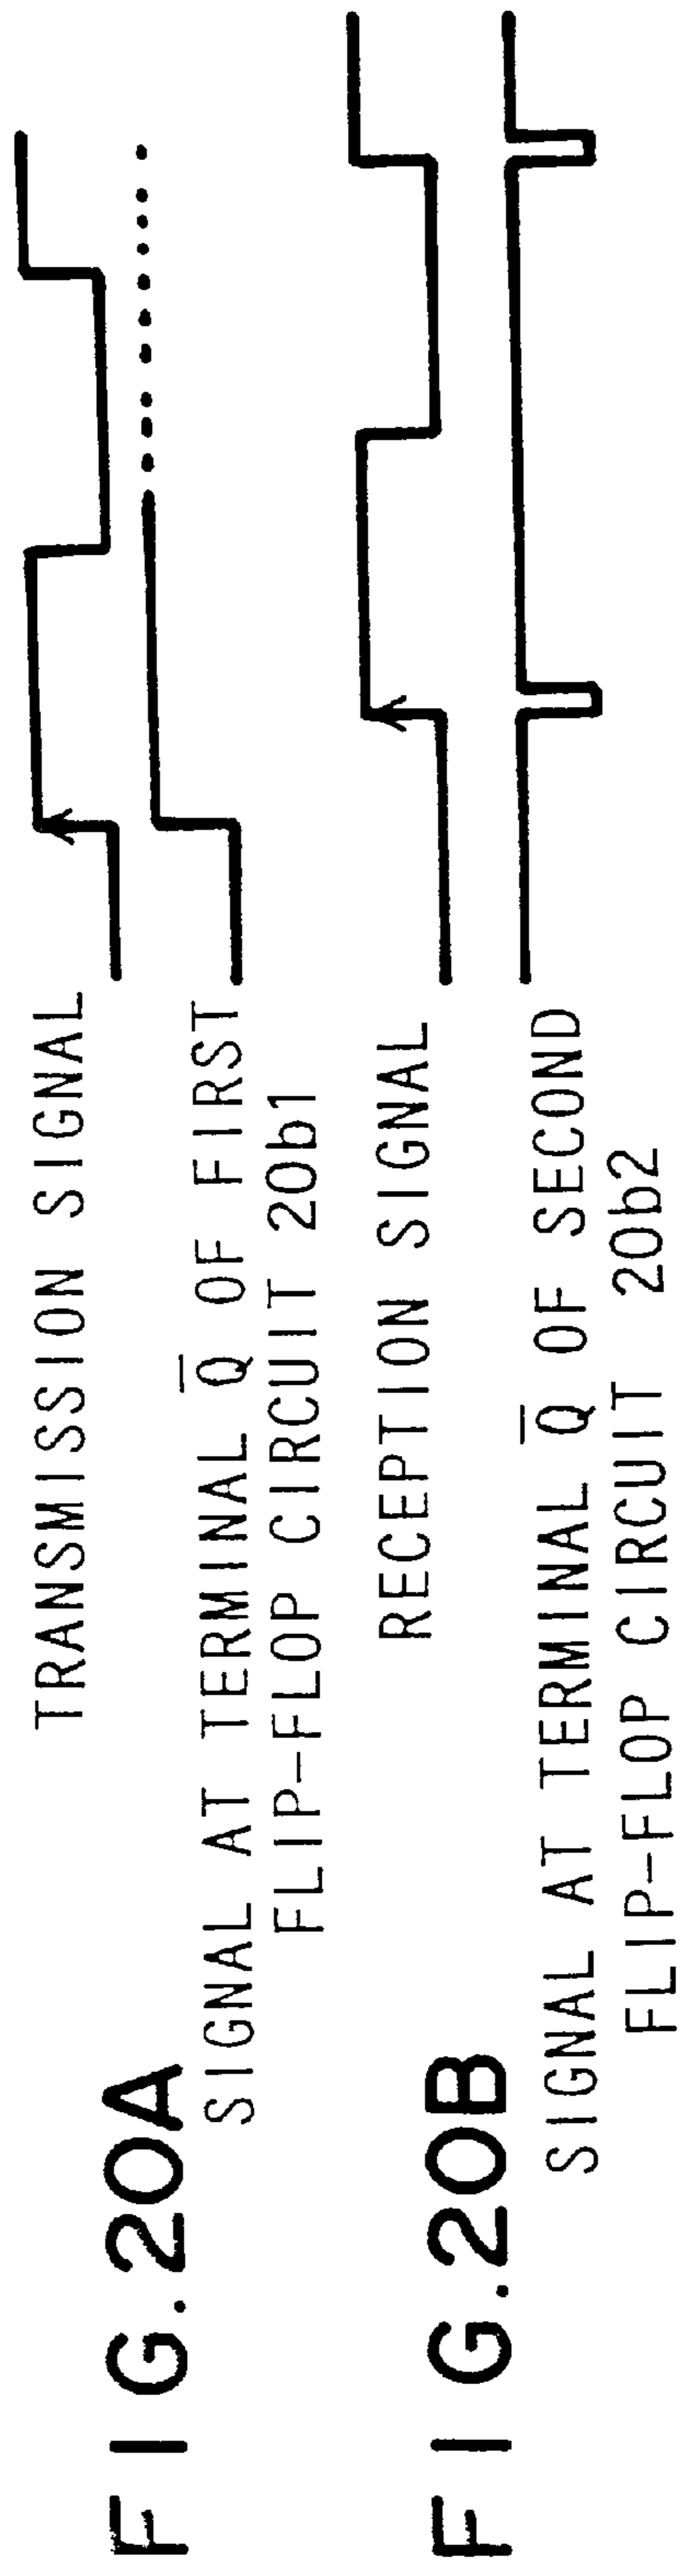 FIG.20A
TRANSMISSION SIGNAL
SIGNAL AT TERMINAL Q̅ OF FIRST
FLIP-FLOP CIRCUIT 20b1
FIG.20B
RECEPTION SIGNAL
SIGNAL AT TERMINAL Q̅ OF SECOND
FLIP-FLOP CIRCUIT 20b2